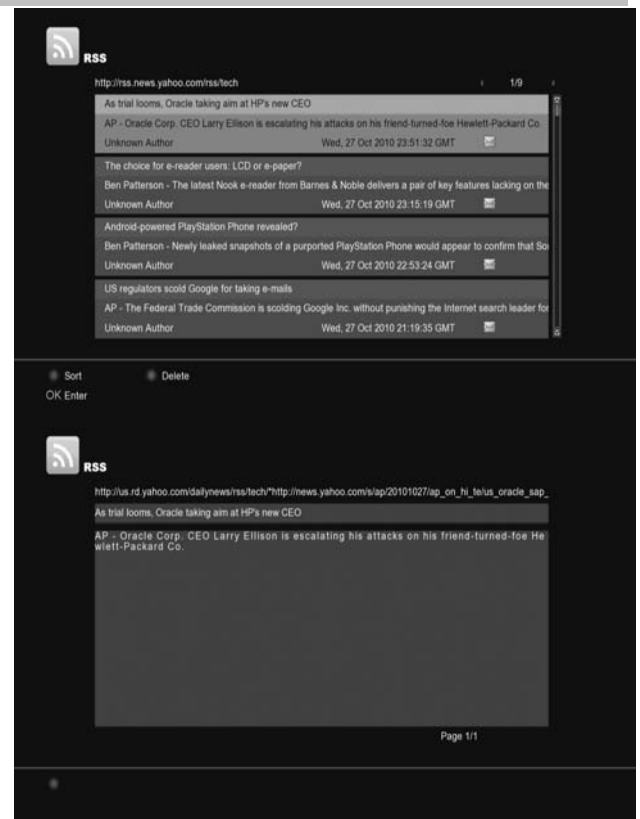 RSS
http://rss.news.yahoo.com/rss/tech 1/9
As trial looms, Oracle taking aim at HP's new CEO
AP - Oracle Corp. CEO Larry Ellison is escalating his attacks on his friend-turned-foe Hewlett-Packard Co.
Unknown Author Wed, 27 Oct 2010 23:51:32 GMT
The choice for e-reader users: LCD or e-paper?
Ben Patterson - The latest Nook e-reader from Barnes & Noble delivers a pair of key features lacking on the
Unknown Author Wed, 27 Oct 2010 23:15:19 GMT
Android-powered PlayStation Phone revealed?
Ben Patterson - Newly leaked snapshots of a purported PlayStation Phone would appear to confirm that So
Unknown Author Wed, 27 Oct 2010 22:53:24 GMT
US regulators scold Google for taking e-mails
AP - The Federal Trade Commission is scolding Google Inc. without punishing the Internet search leader for
Unknown Author Wed, 27 Oct 2010 21:19:35 GMT
Sort Delete
OK Enter
RSS
http://us.rd.yahoo.com/dailynews/rss/tech/*http://news.yahoo.com/s/ap/20101027/ap_on_hi_te/us_oracle_sap_
As trial looms, Oracle taking aim at HP's new CEO
AP - Oracle Corp. CEO Larry Ellison is escalating his attacks on his friend-turned-foe He
wlett-Packard Co.
Page 1/1